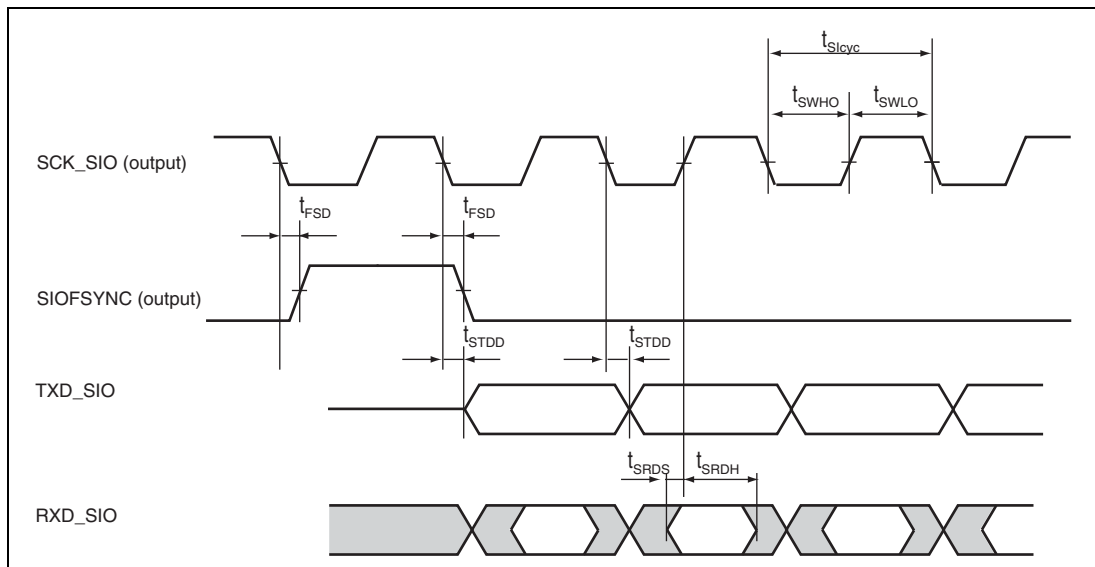 tSIcyc
tSWHO tSWLO
SCK_SIO (output)
tFSD tFSD
SIOFSYNC (output)
tSTDD tSTDD
TXD_SIO
tSRDS tSRDH
RXD_SIO